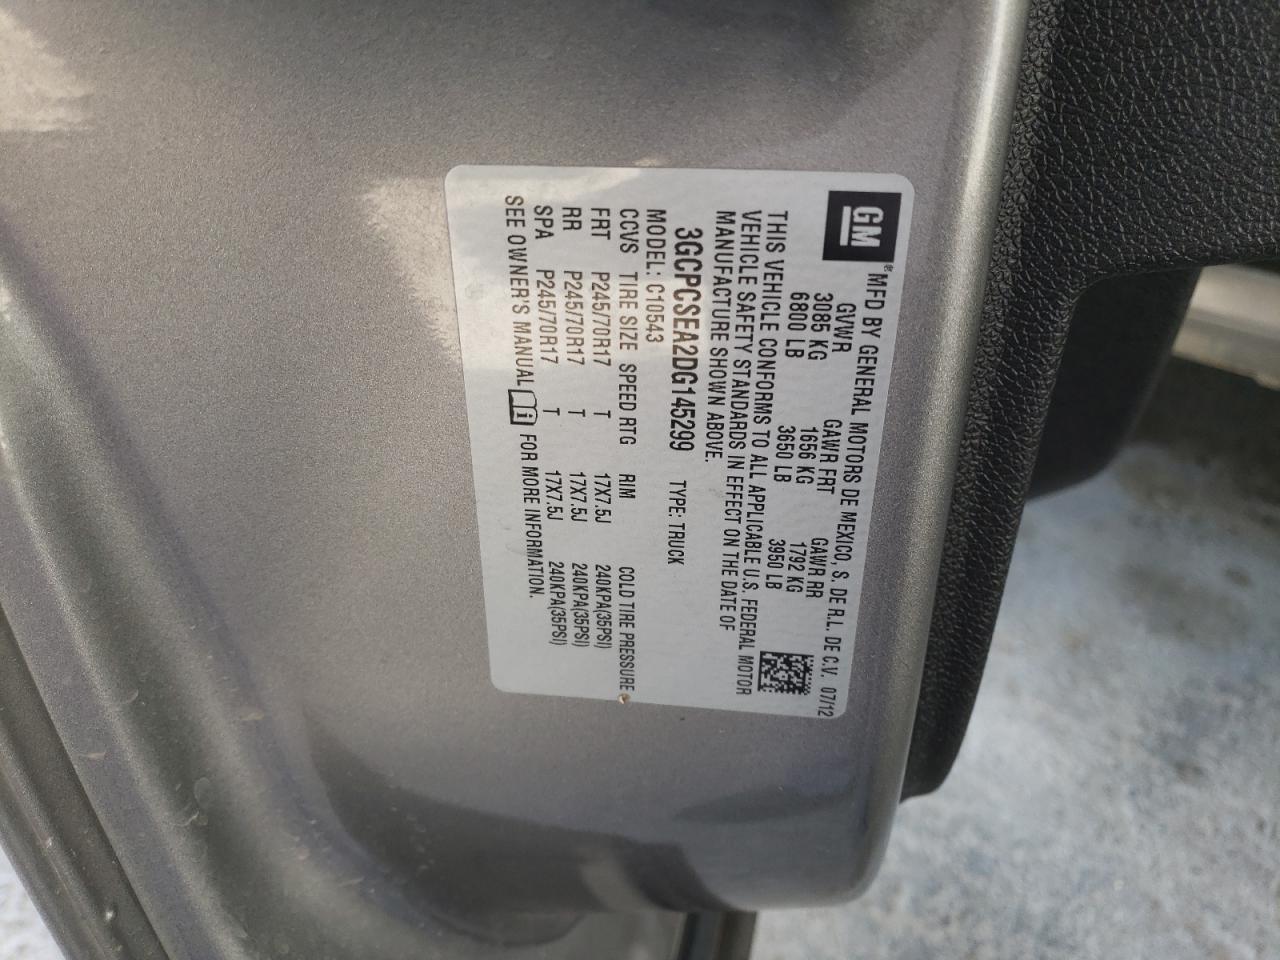 GM
® MFD BY GENERAL MOTORS DE MEXICO, S. DE R.L. DE C.V. 07/12
GVWR GAWR FRT GAWR RR
3085 KG 1656 KG 1792 KG
6800 LB 3650 LB 3950 LB
THIS VEHICLE CONFORMS TO ALL APPLICABLE U.S. FEDERAL MOTOR
VEHICLE SAFETY STANDARDS IN EFFECT ON THE DATE OF
MANUFACTURE SHOWN ABOVE.
3GCPCSEA2DG145299 TYPE: TRUCK
MODEL: C10543
CCVS TIRE SIZE SPEED RTG RIM COLD TIRE PRESSURE
FRT P245/70R17 T 17X7.5J 240KPA(35PSI)
RR P245/70R17 T 17X7.5J 240KPA(35PSI)
SPA P245/70R17 T 17X7.5J 240KPA(35PSI)
SEE OWNER'S MANUAL i FOR MORE INFORMATION.